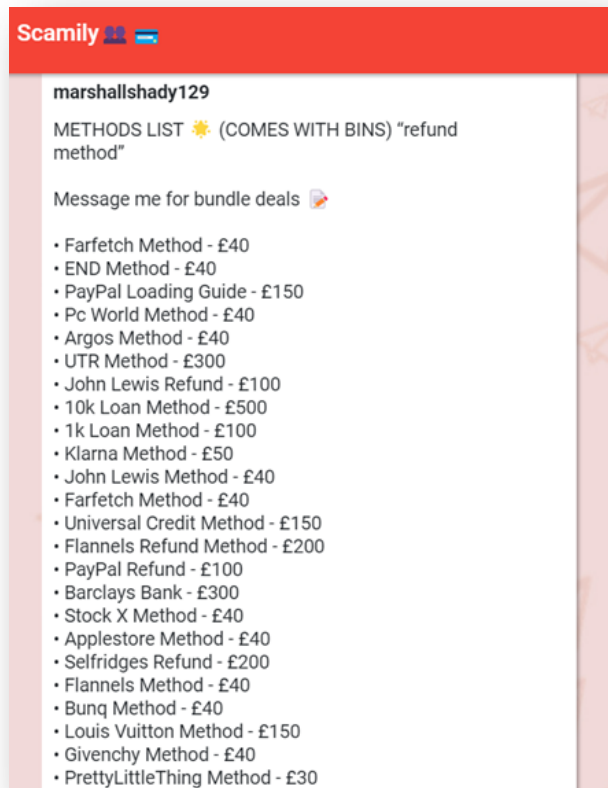 Scamily 👥 💳
marshallshady129
METHODS LIST 🌟 (COMES WITH BINS) “refund
method”
Message me for bundle deals 📝
• Farfetch Method - £40
• END Method - £40
• PayPal Loading Guide - £150
• Pc World Method - £40
• Argos Method - £40
• UTR Method - £300
• John Lewis Refund - £100
• 10k Loan Method - £500
• 1k Loan Method - £100
• Klarna Method - £50
• John Lewis Method - £40
• Farfetch Method - £40
• Universal Credit Method - £150
• Flannels Refund Method - £200
• PayPal Refund - £100
• Barclays Bank - £300
• Stock X Method - £40
• Applestore Method - £40
• Selfridges Refund - £200
• Flannels Method - £40
• Bunq Method - £40
• Louis Vuitton Method - £150
• Givenchy Method - £40
• PrettyLittleThing Method - £30